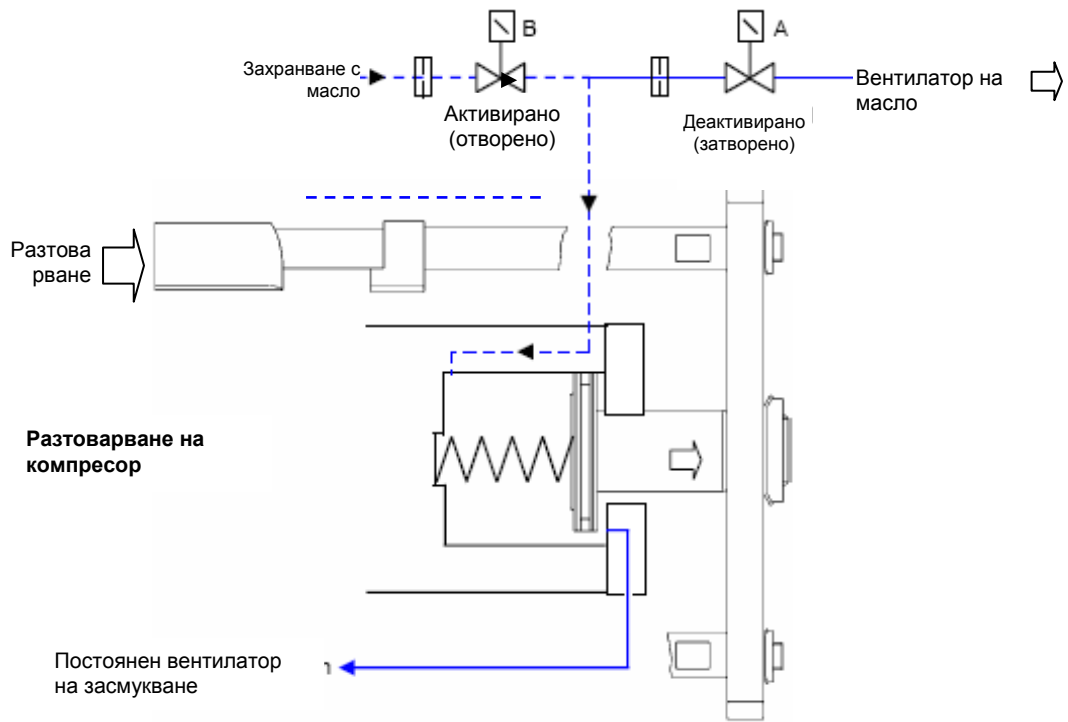 B
A
Захранване с
масло
Активирано
(отворено)
Деактивирано
(затворено)
Вентилатор на
масло
Разтова
рване
Разтоварване на
компресор
Постоянен вентилатор
на засмукване